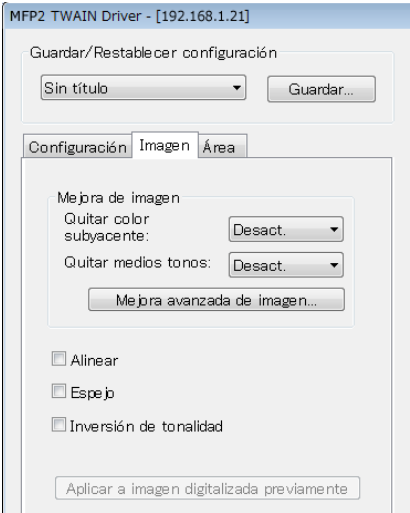 MFP2 TWAIN Driver - [192.168.1.21]
Guardar/Restablecer configuración
Sin título
Guardar...
Configuración Imagen Área
Mejora de imagen
Quitar color
subyacente:
Desact.
Quitar medios tonos: Desact.
Mejora avanzada de imagen...
Alinear
Espejo
Inversión de tonalidad
Aplicar a imagen digitalizada previamente